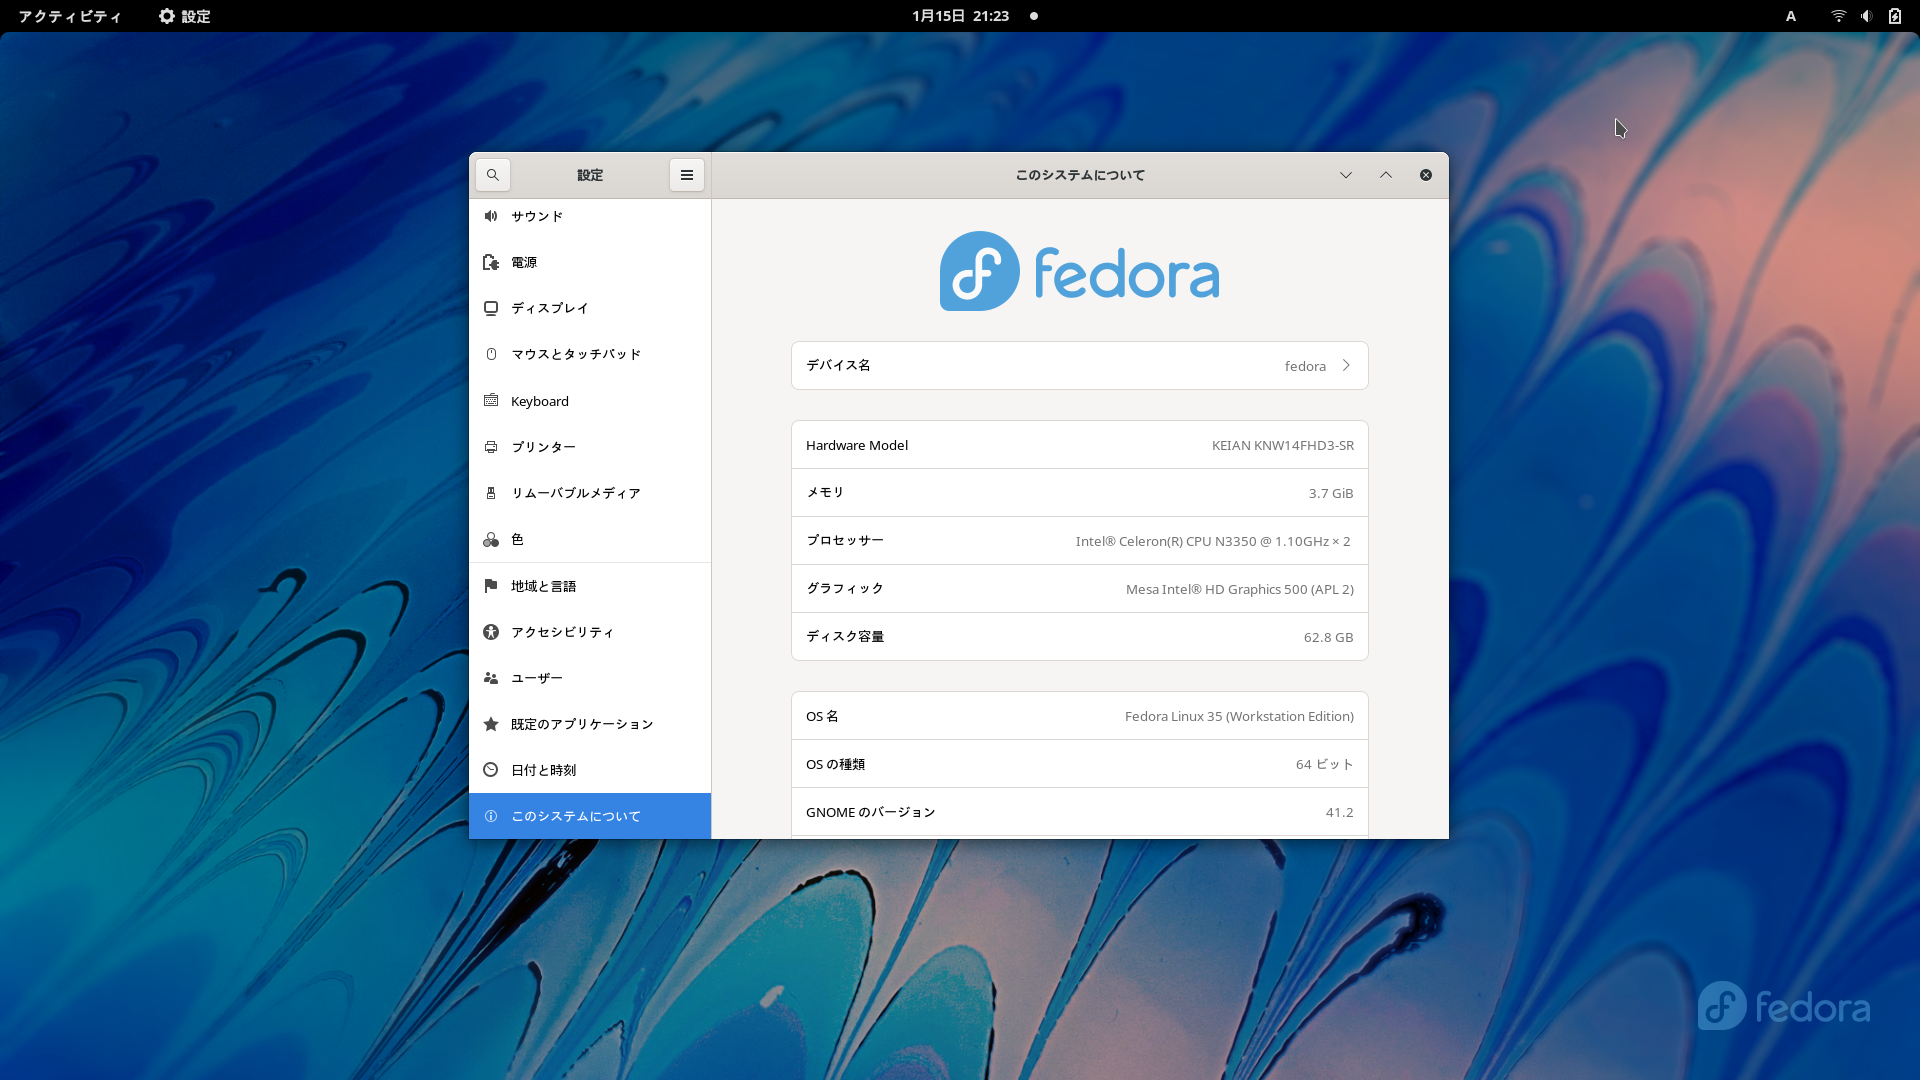 アクティビティ 設定 1月15日 21:23 A
設定 このシステムについて
サウンド
電源
ディスプレイ
マウスとタッチパッド
Keyboard
プリンター
リムーバブルメディア
色
地域と言語
アクセシビリティ
ユーザー
既定のアプリケーション
日付と時刻
このシステムについて
fedora
デバイス名 fedora
Hardware Model KEIAN KNW14FHD3-SR
メモリ 3.7 GiB
プロセッサー Intel® Celeron(R) CPU N3350 @ 1.10GHz × 2
グラフィック Mesa Intel® HD Graphics 500 (APL 2)
ディスク容量 62.8 GB
OS 名 Fedora Linux 35 (Workstation Edition)
OS の種類 64 ビット
GNOME のバージョン 41.2
fedora